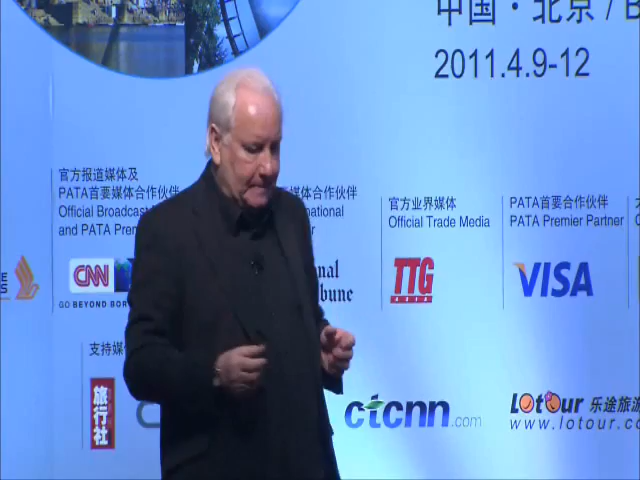 中国·北京 / B
2011.4.9-12
官方报道媒体及
PATA首要媒体合作伙伴
Official Broadcast
and PATA Prem
媒体合作伙伴
national
官方业界媒体
Official Trade Media
PATA首要合作伙伴
PATA Premier Partner
CNN
GO BEYOND BOR
nal
ibune
TTG
ASIA
VISA
支持媒
旅行社
ctcnn.com
LOTOUR 乐途旅游
www.lotour.co